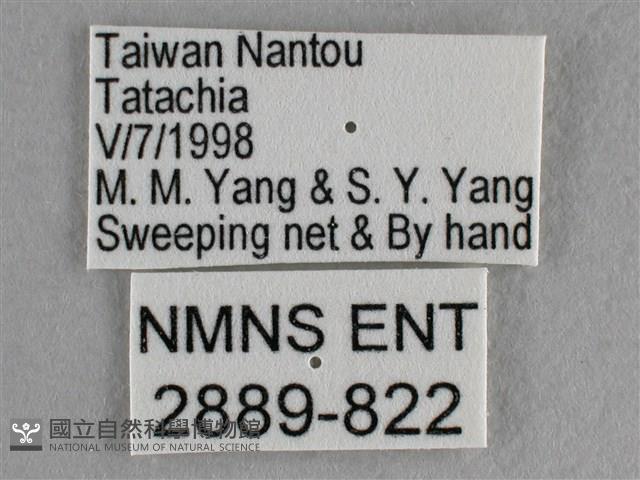 Taiwan Nantou
Tatachia
V/7/1998
M. M. Yang & S. Y. Yang
Sweeping net & By hand
NMNS ENT
2889-822
國立自然科學博物館
NATIONAL MUSEUM OF NATURAL SCIENCE